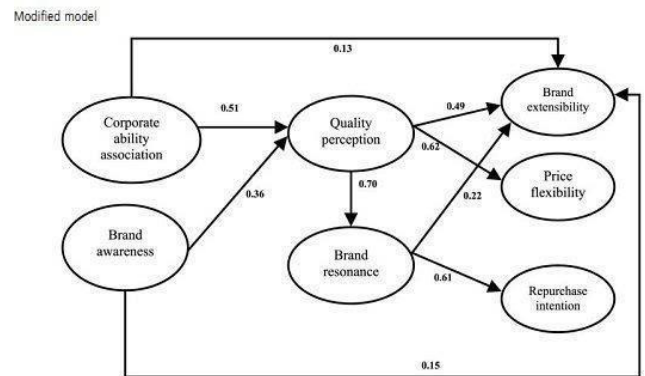 Modified model
0.13
Brand
extensibility
0.51
0.49
Corporate
ability
association
Quality
perception
0.62
Price
flexibility
0.36
0.70
0.22
Brand
awareness
Brand
resonance
0.61
Repurchase
intention
0.15